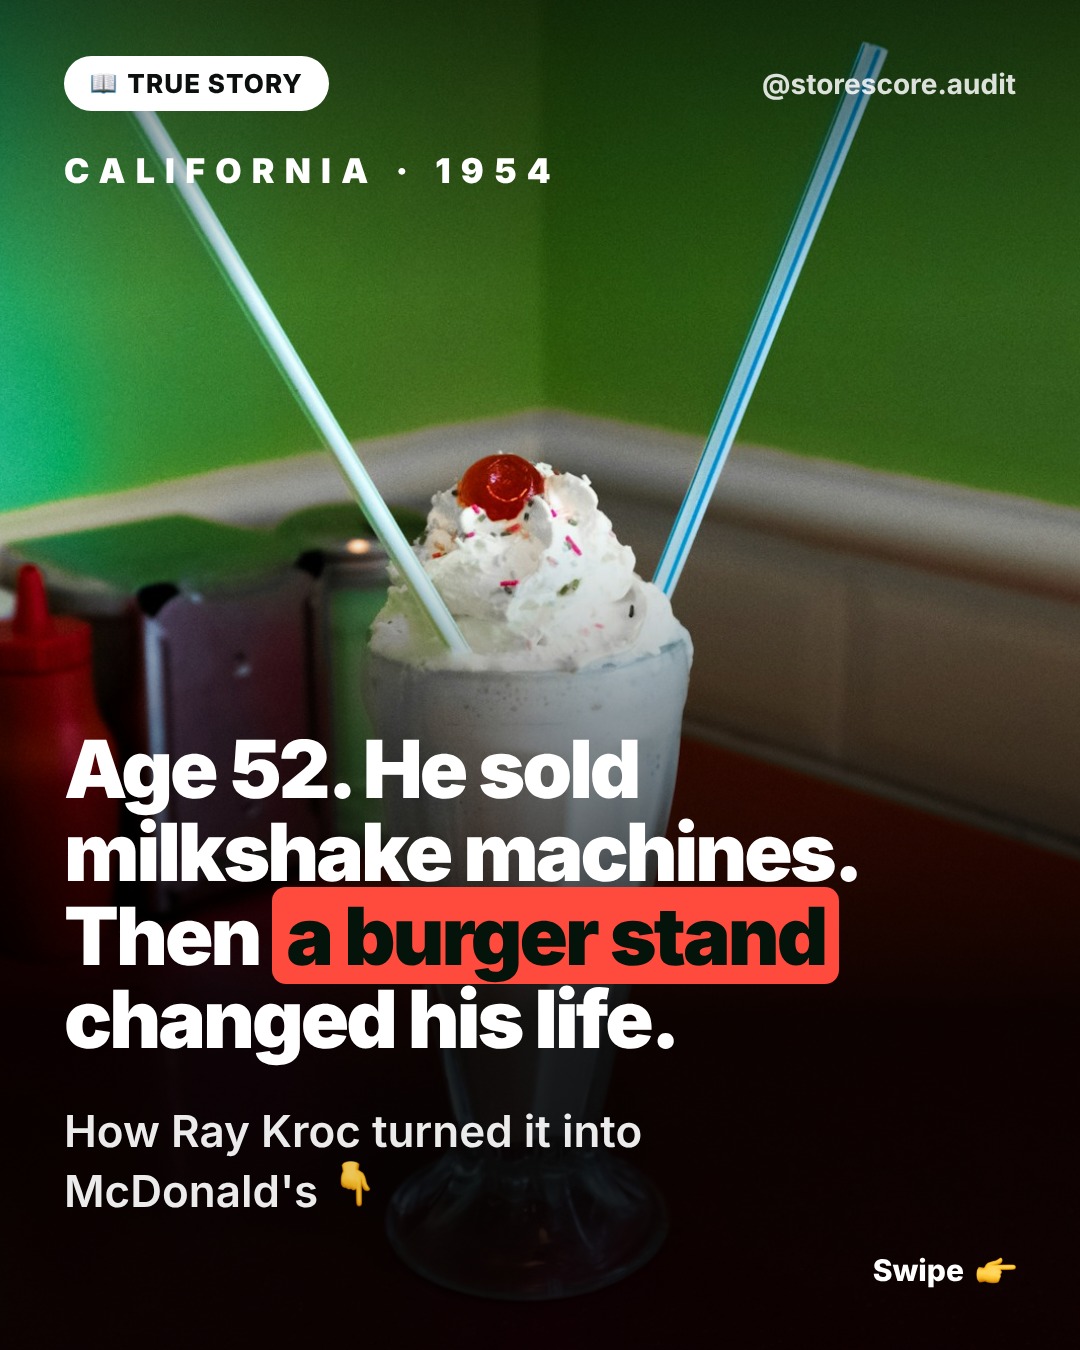 📖 TRUE STORY
@storescore.audit
CALIFORNIA · 1954
Age 52. He sold
milkshake machines.
Then a burger stand
changed his life.
How Ray Kroc turned it into
McDonald's 👇
Swipe 👉